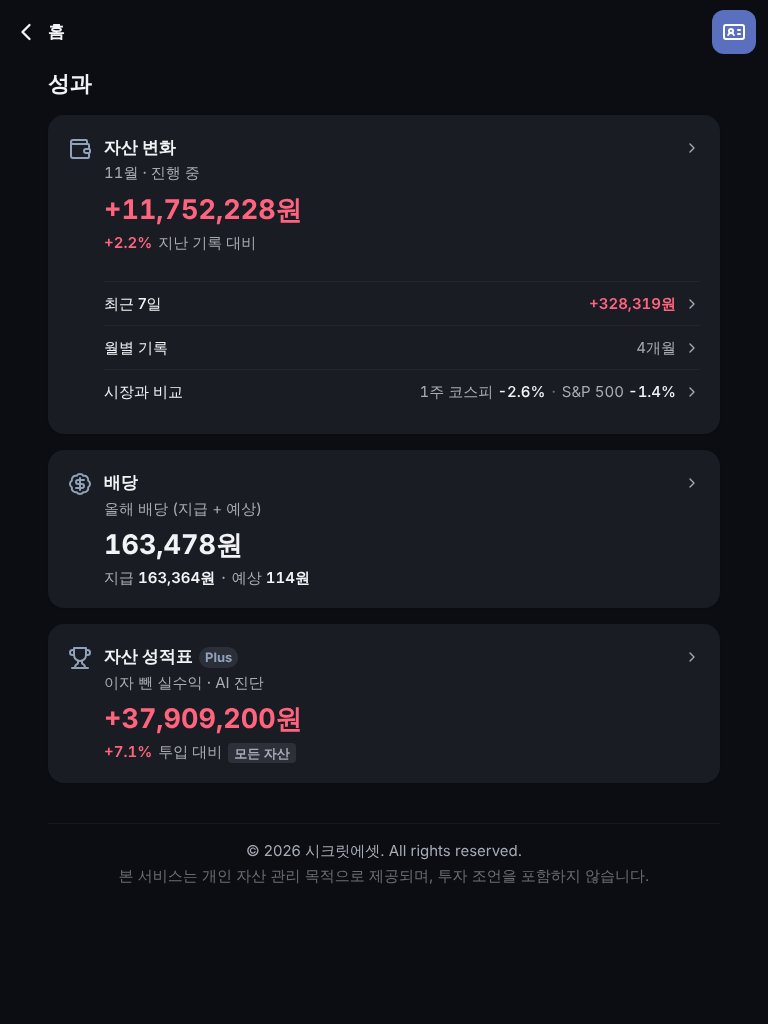 홈
성과
자산 변화
11월 · 진행 중
+11,752,228원
+2.2% 지난 기록 대비
최근 7일 +328,319원
월별 기록 4개월
시장과 비교 1주 코스피 -2.6% · S&P 500 -1.4%
배당
올해 배당 (지급 + 예상)
163,478원
지급 163,364원 · 예상 114원
자산 성적표 Plus
이자 뺀 실수익 · AI 진단
+37,909,200원
+7.1% 투입 대비 모든 자산
© 2026 시크릿에셋. All rights reserved.
본 서비스는 개인 자산 관리 목적으로 제공되며, 투자 조언을 포함하지 않습니다.